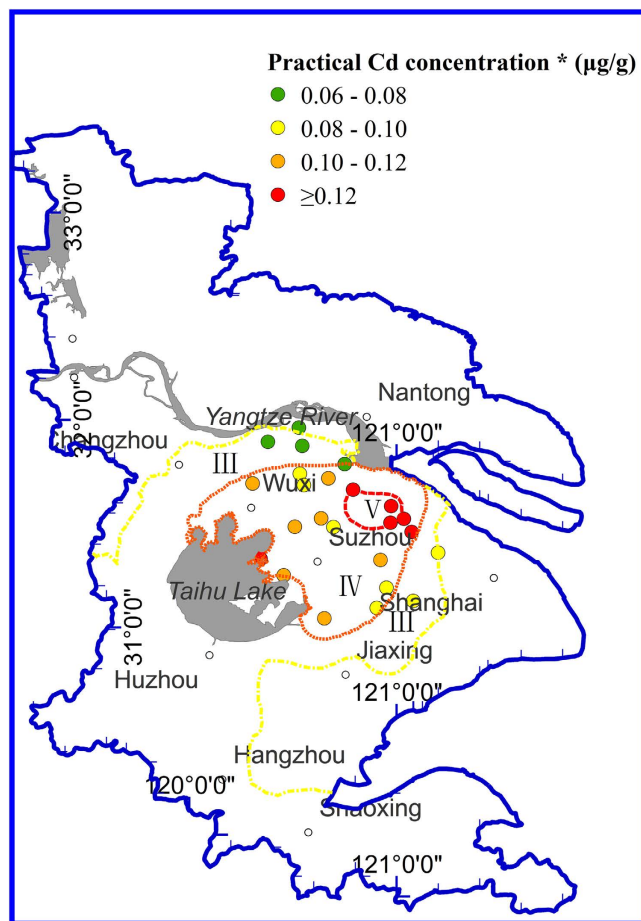 Practical Cd concentration * (μg/g)
0.06 - 0.08
0.08 - 0.10
0.10 - 0.12
≥0.12
33°0'0"
32°0'0"
Nantong
Yangtze River
121°0'0"
Changzhou
III
Wuxi
V
Suzhou
Taihu Lake
IV
Shanghai
III
31°0'0"
Jiaxing
Huzhou
121°0'0"
Hangzhou
120°0'0"
Shaoxing
121°0'0"